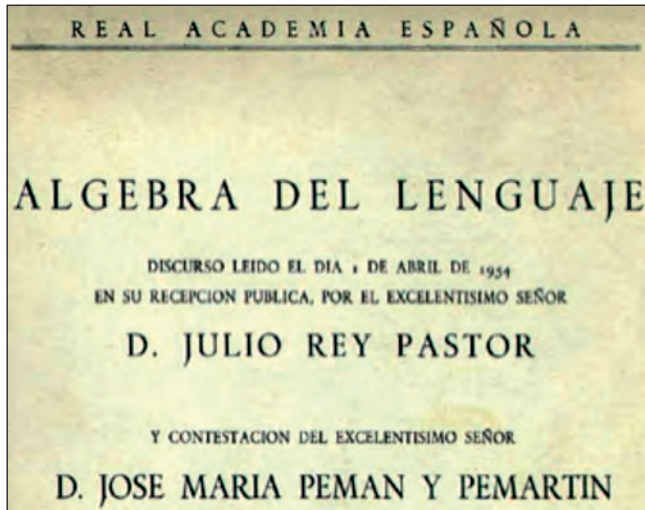 REAL ACADEMIA ESPAÑOLA
ALGEBRA DEL LENGUAJE
DISCURSO LEIDO EL DIA 1 DE ABRIL DE 1954
EN SU RECEPCION PUBLICA, POR EL EXCELENTISIMO SEÑOR
D. JULIO REY PASTOR
Y CONTESTACION DEL EXCELENTISIMO SEÑOR
D. JOSE MARIA PEMAN Y PEMARTIN